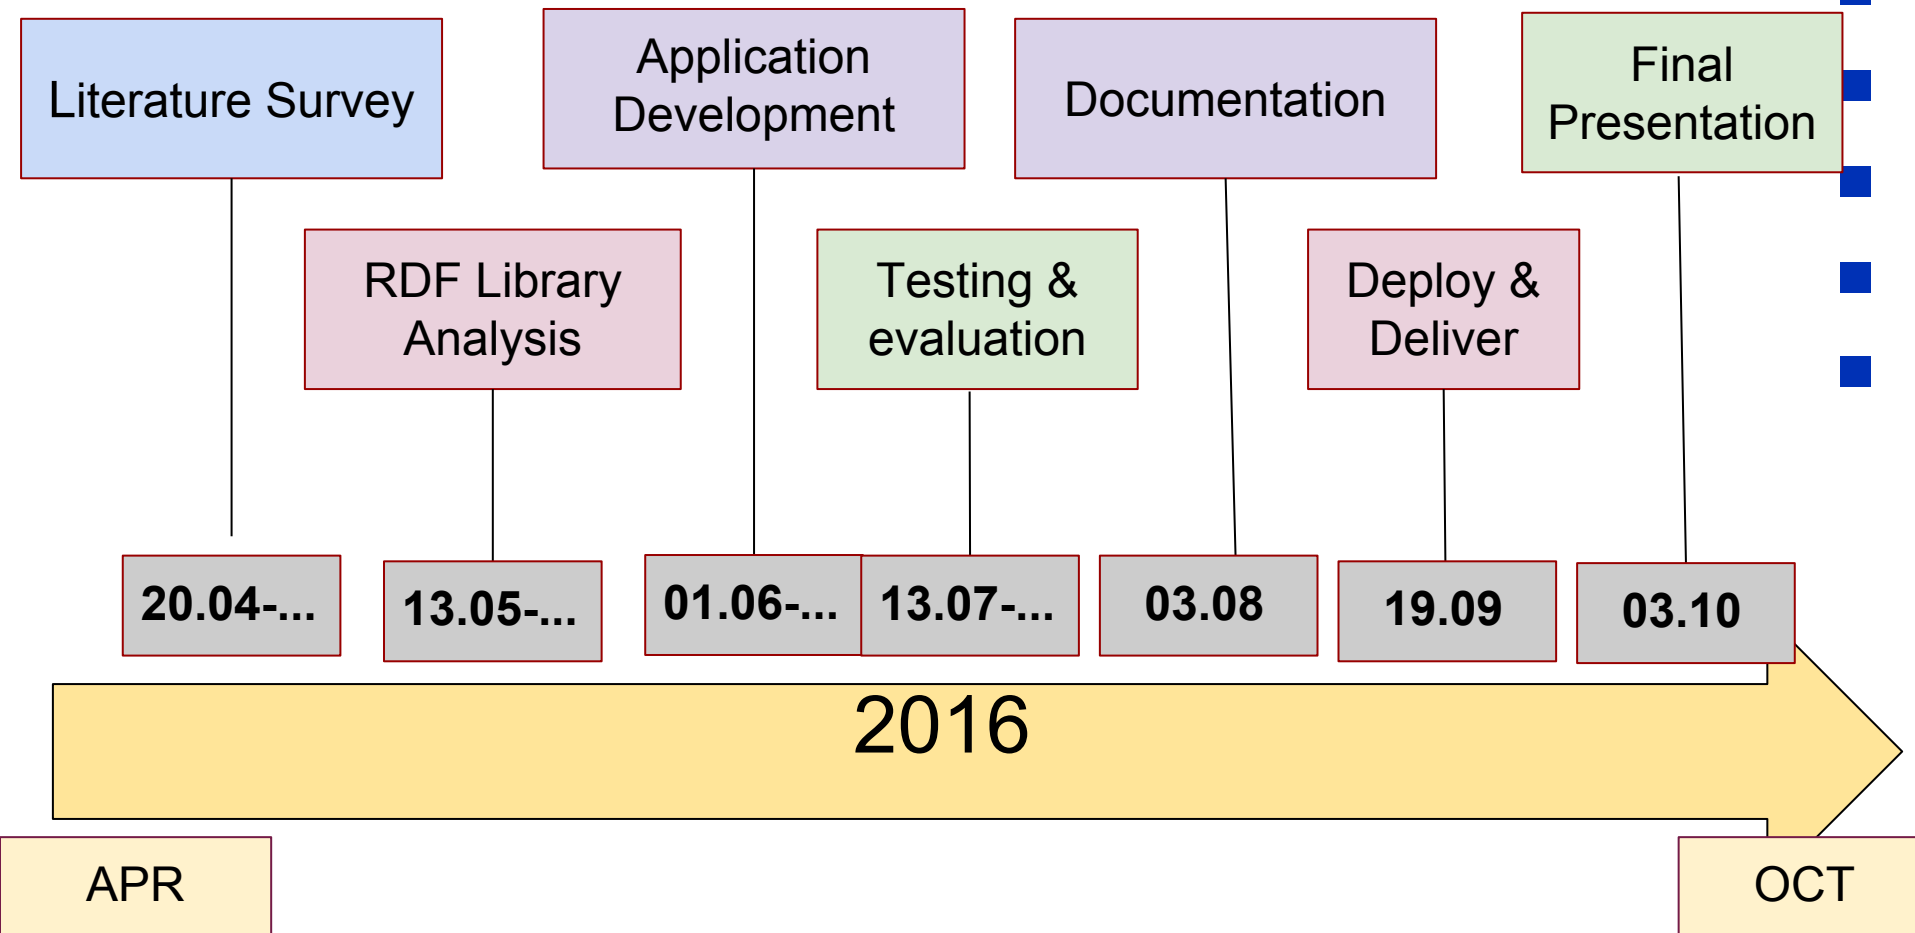 Literature Survey
Application
Development
Documentation
Final
Presentation
RDF Library
Analysis
Testing &
evaluation
Deploy &
Deliver
20.04-...
13.05-...
01.06-...
13.07-...
03.08
19.09
03.10
2016
APR
OCT